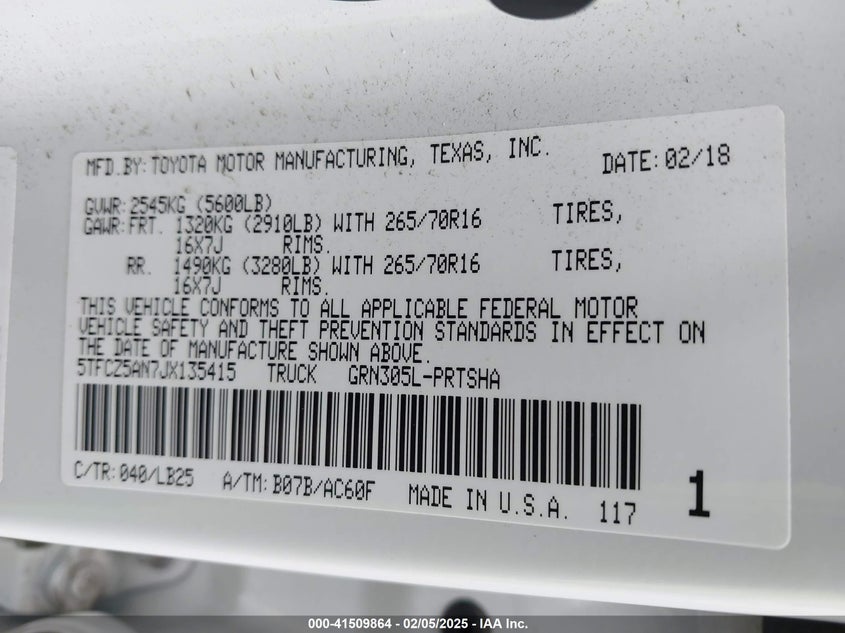 MFD.BY: TOYOTA MOTOR MANUFACTURING, TEXAS, INC. DATE: 02/18
GVWR: 2545KG (5600LB)
GAWR: FRT. 1320KG (2910LB) WITH 265/70R16 TIRES,
16X7J RIMS.
RR. 1490KG (3280LB) WITH 265/70R16 TIRES,
16X7J RIMS.
THIS VEHICLE CONFORMS TO ALL APPLICABLE FEDERAL MOTOR
VEHICLE SAFETY AND THEFT PREVENTION STANDARDS IN EFFECT ON
THE DATE OF MANUFACTURE SHOWN ABOVE.
5TFCZ5AN7JX135415 TRUCK GRN305L-PRTSHA
C/TR: 040/LB25 A/TM: B07B/AC60F MADE IN U.S.A. 117 1
000-41509864 - 02/05/2025 - IAA Inc.